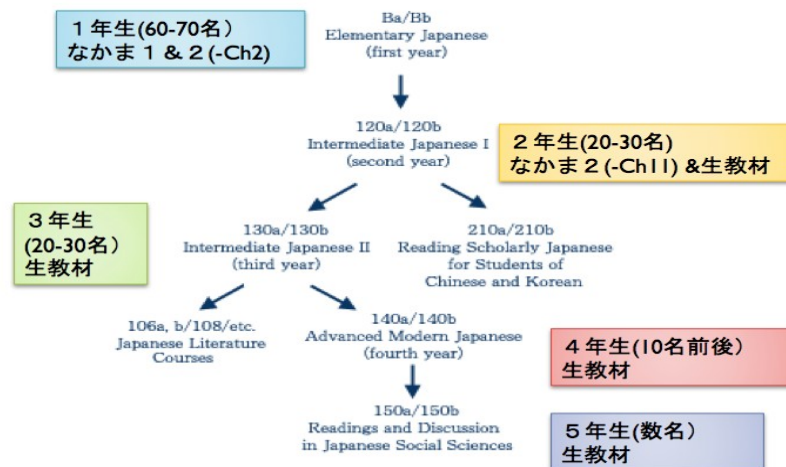 １年生(60-70名)
なかま１＆２(-Ch2)
Ba/Bb
Elementary Japanese
(first year)
120a/120b
Intermediate Japanese I
(second year)
２年生(20-30名)
なかま２(-Ch11) &生教材
３年生
(20-30名)
生教材
130a/130b
Intermediate Japanese II
(third year)
210a/210b
Reading Scholarly Japanese
for Students of
Chinese and Korean
106a, b/108/etc.
Japanese Literature
Courses
140a/140b
Advanced Modern Japanese
(fourth year)
４年生(10名前後)
生教材
150a/150b
Readings and Discussion
in Japanese Social Sciences
５年生(数名)
生教材